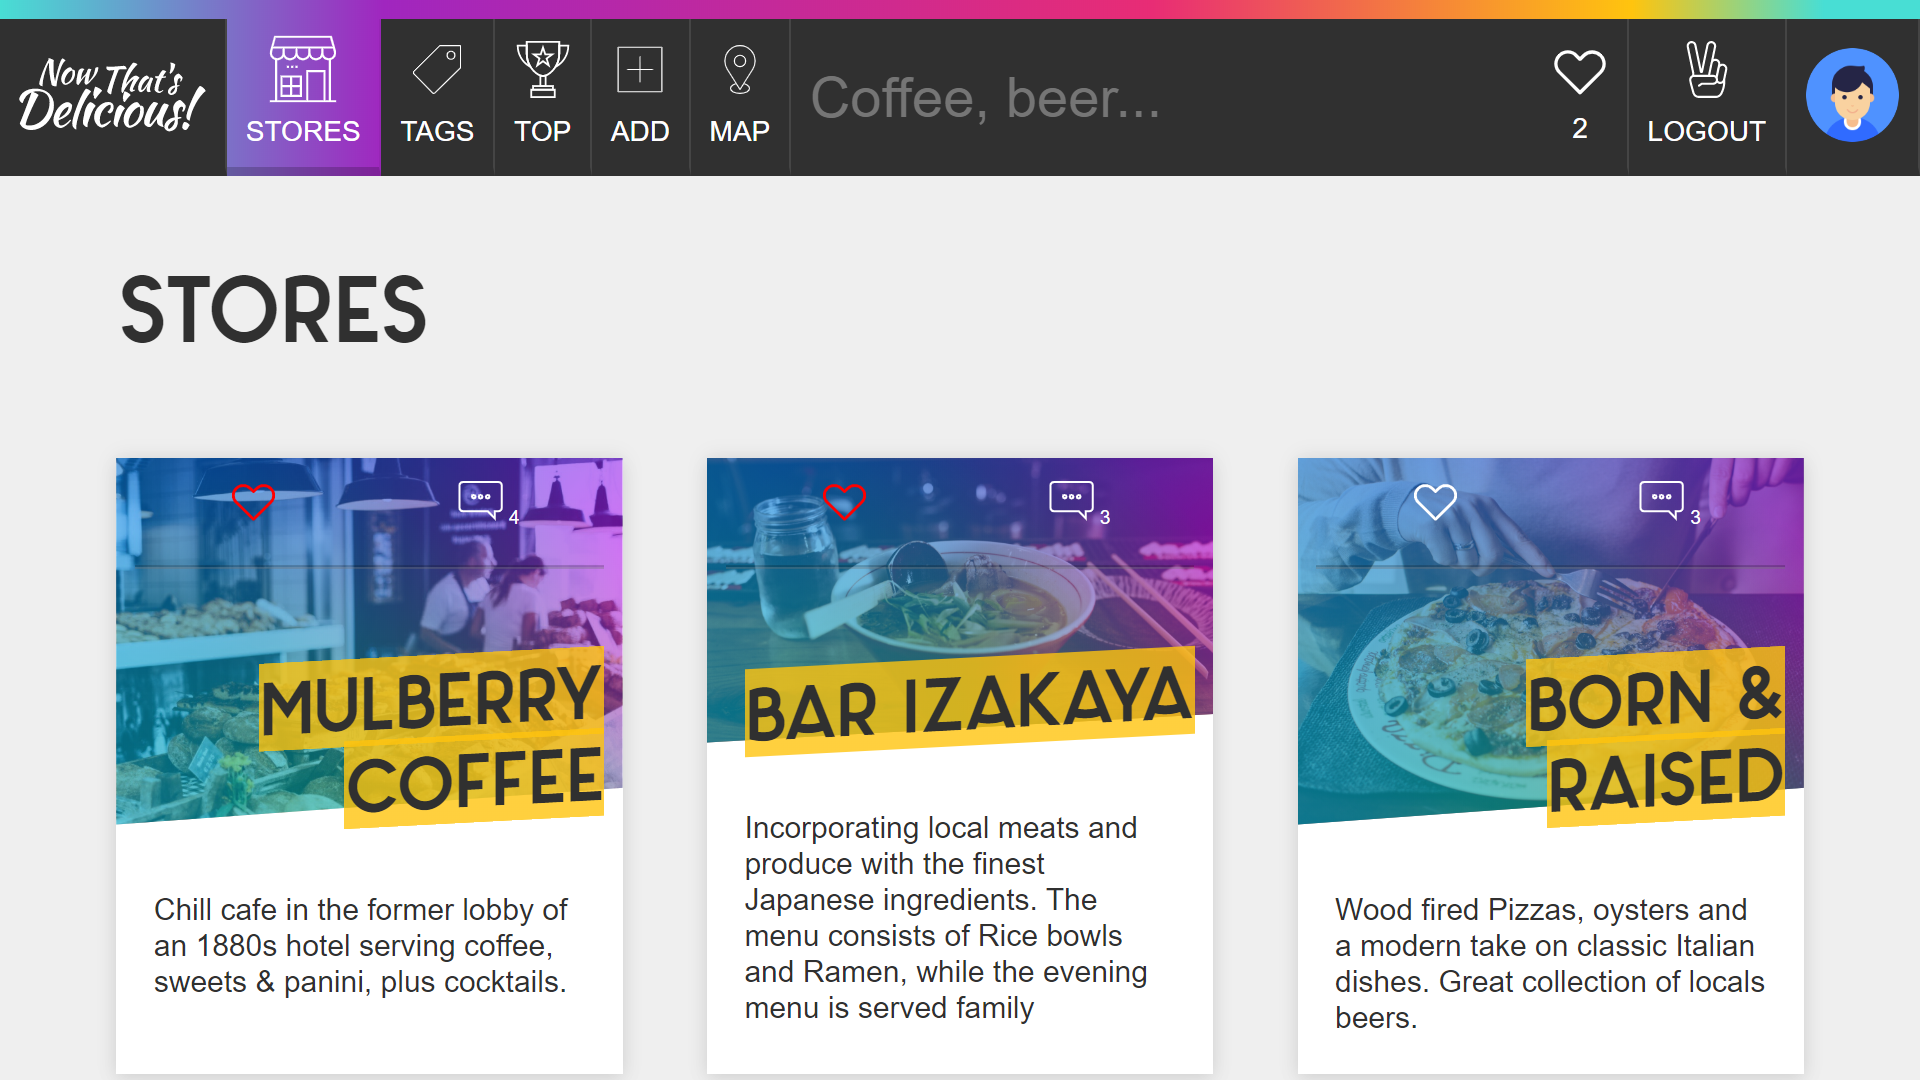 Now That's
Delicious!
STORES
TAGS
TOP
ADD
MAP
Coffee, beer...
2
LOGOUT
STORES
4
MULBERRY
COFFEE
Chill cafe in the former lobby of
an 1880s hotel serving coffee,
sweets & panini, plus cocktails.
3
BAR IZAKAYA
Incorporating local meats and
produce with the finest
Japanese ingredients. The
menu consists of Rice bowls
and Ramen, while the evening
menu is served family
3
BORN &
RAISED
Wood fired Pizzas, oysters and
a modern take on classic Italian
dishes. Great collection of locals
beers.